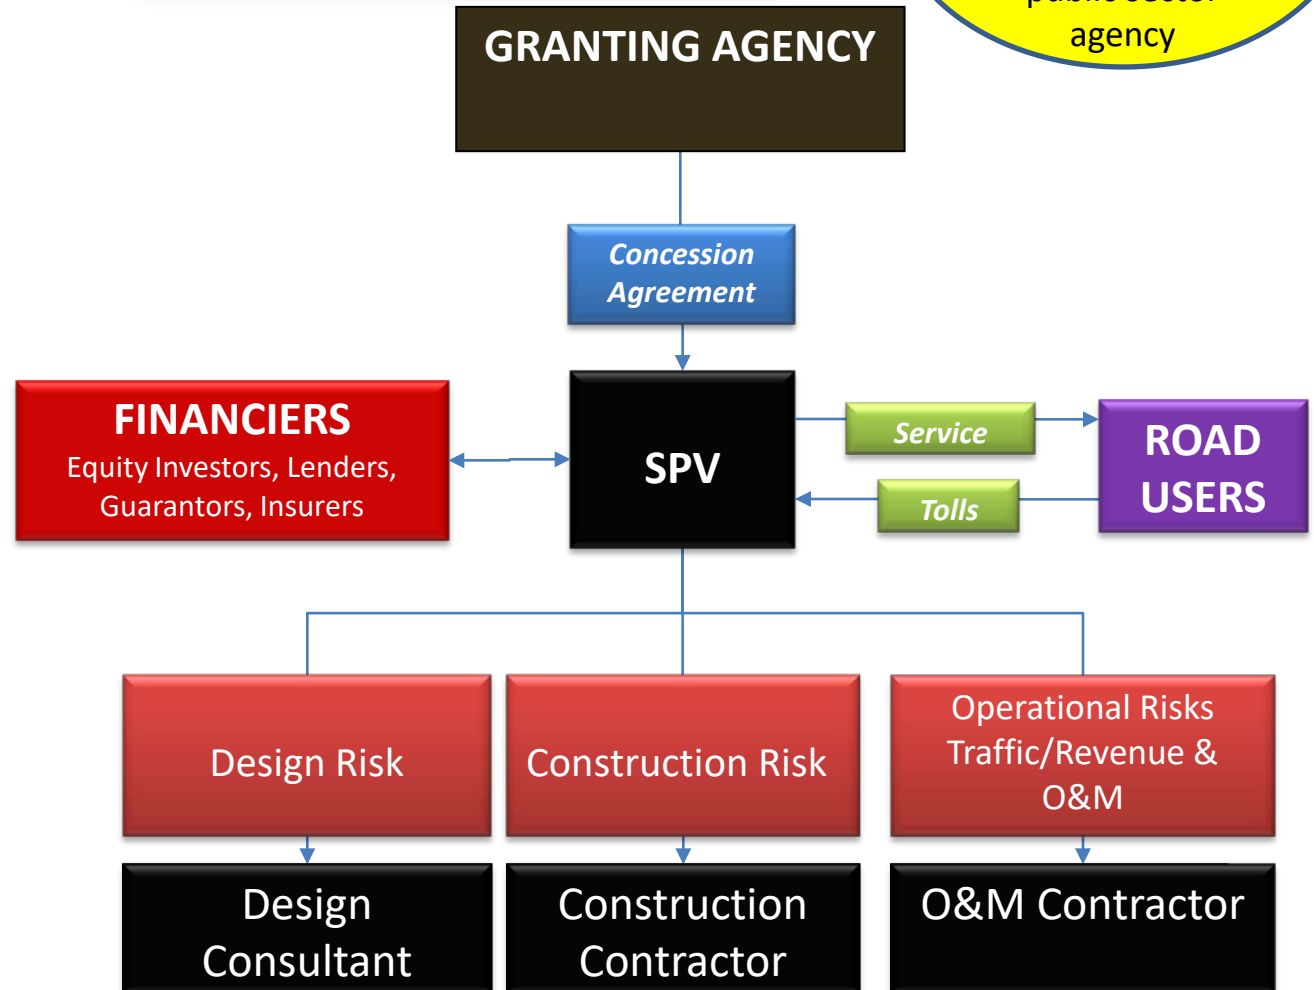 agency
GRANTING AGENCY
Concession
Agreement
FINANCIERS
Equity Investors, Lenders,
Guarantors, Insurers
SPV
Service
Tolls
ROAD
USERS
Design Risk
Construction Risk
Operational Risks
Traffic/Revenue &
O&M
Design
Consultant
Construction
Contractor
O&M Contractor